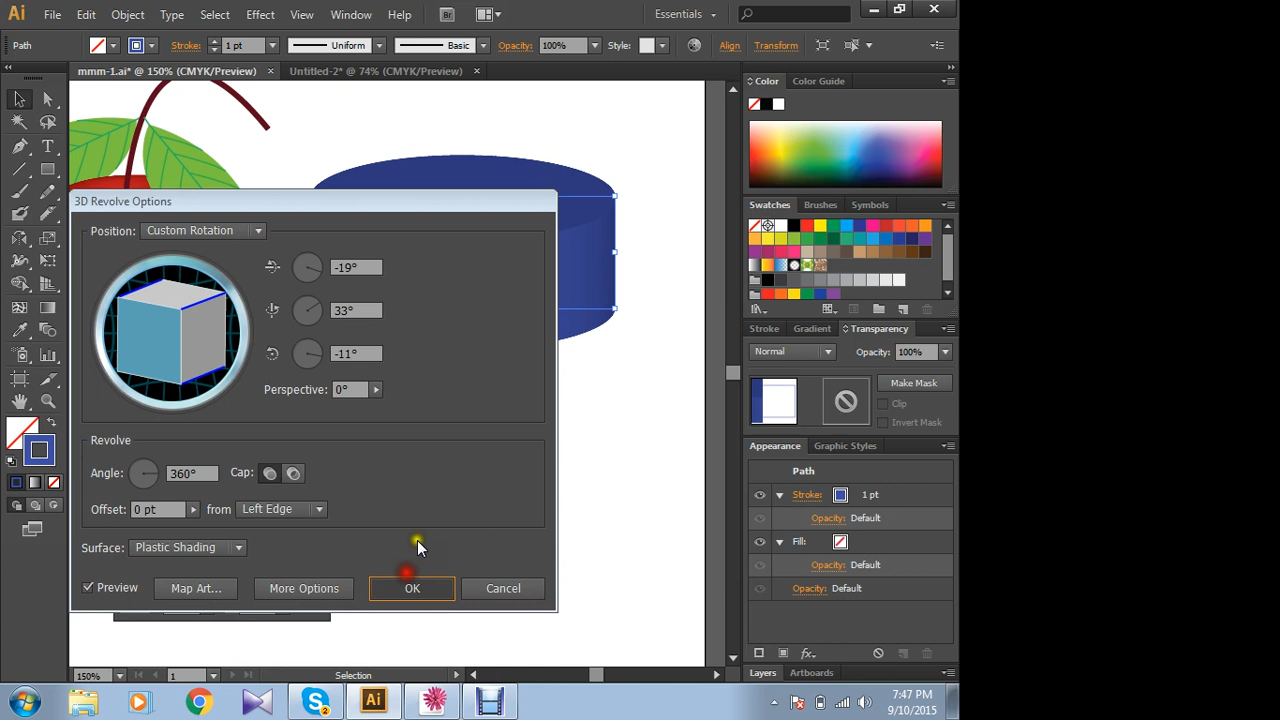 Ai File Edit Object Type Select Effect View Window Help Br Essentials
Path Stroke: 1 pt Uniform Basic Opacity: 100% Style: Align Transform
mmm-1.ai* @ 150% (CMYK/Preview) × Untitled-2* @ 74% (CMYK/Preview) ×
Color Color Guide
3D Revolve Options
Position: Custom Rotation
-19°
33°
-11°
Perspective: 0°
Revolve
Angle: 360° Cap:
Offset: 0 pt from Left Edge
Surface: Plastic Shading
Preview Map Art... More Options OK Cancel
Swatches Brushes Symbols
Stroke Gradient Transparency
Normal Opacity: 100%
Make Mask
Clip
Invert Mask
Appearance Graphic Styles
Path
Stroke: 1 pt
Opacity: Default
Fill:
Opacity: Default
Opacity: Default
Layers Artboards
150% 1 Selection
T
S 2 Ai
7:47 PM
9/10/2015